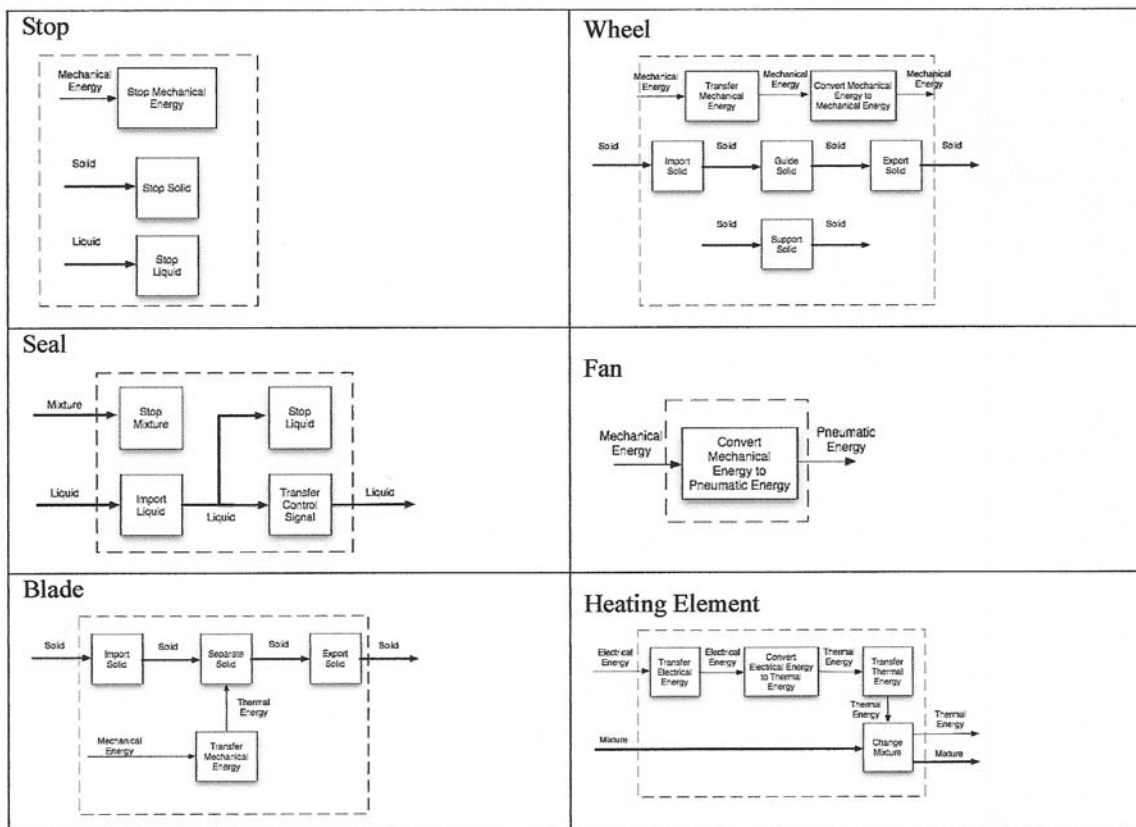 Stop
Mechanical
Energy
Stop Mechanical
Energy
Solid
Stop Solid
Liquid
Stop
Liquid
Wheel
Mechanical
Energy
Transfer
Mechanical
Energy
Mechanical
Energy
Convert Mechanical
Energy to
Mechanical Energy
Mechanical
Energy
Solid
Import
Solid
Solid
Guide
Solid
Solid
Export
Solid
Solid
Solid
Support
Solid
Solid
Seal
Mixture
Stop
Mixture
Stop
Liquid
Liquid
Import
Liquid
Liquid
Transfer
Control
Signal
Liquid
Fan
Mechanical
Energy
Convert
Mechanical
Energy to
Pneumatic Energy
Pneumatic
Energy
Blade
Solid
Import
Solid
Solid
Separate
Solid
Solid
Export
Solid
Solid
Thermal
Energy
Mechanical
Energy
Transfer
Mechanical
Energy
Heating Element
Electrical
Energy
Transfer
Electrical
Energy
Electrical
Energy
Convert
Electrical Energy
to Thermal
Energy
Thermal
Energy
Transfer
Thermal
Energy
Thermal
Energy
Thermal
Energy
Mixture
Change
Mixture
Mixture